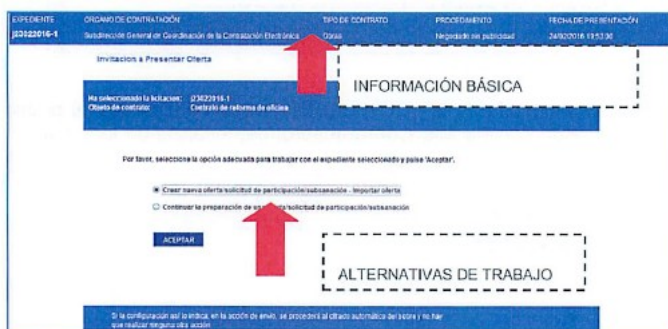 EXPEDIENTE ÓRGANO DE CONTRATACIÓN TIPO DE CONTRATO PROCEDIMIENTO FECHA DE PRESENTACIÓN
j23022016-1 Subdirección General de Coordinación de la Contratación Electrónica Obras Negociado sin publicidad 24/02/2016 13:53:00
Invitacion a Presentar Oferta
INFORMACIÓN BÁSICA
Ha seleccionado la licitacion: j23022016-1
Objeto de contrato: Contrato de reforma de oficina
Por favor, seleccione la opción adecuada para trabajar con el expediente seleccionado y pulse 'Aceptar'.
Crear nueva oferta/solicitud de participación/subsanación - Importar oferta
Continuar la preparación de una oferta/solicitud de participación/subsanación
ACEPTAR
ALTERNATIVAS DE TRABAJO
Si la configuración así lo indica, en la acción de envío, se procederá al cifrado automático del sobre y no hay
que realizar ninguna otra acción